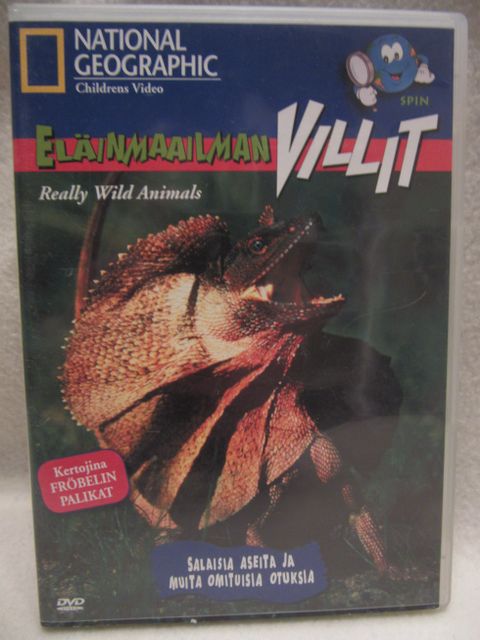 NATIONAL
GEOGRAPHIC
Childrens Video
SPIN
ELÄINMAAILMAN VILLIT
Really Wild Animals
Kertojina
FRÖBELIN
PALIKAT
SALAISIA ASEITA JA
MUITA OMITUISIA OTUKSIA
DVD